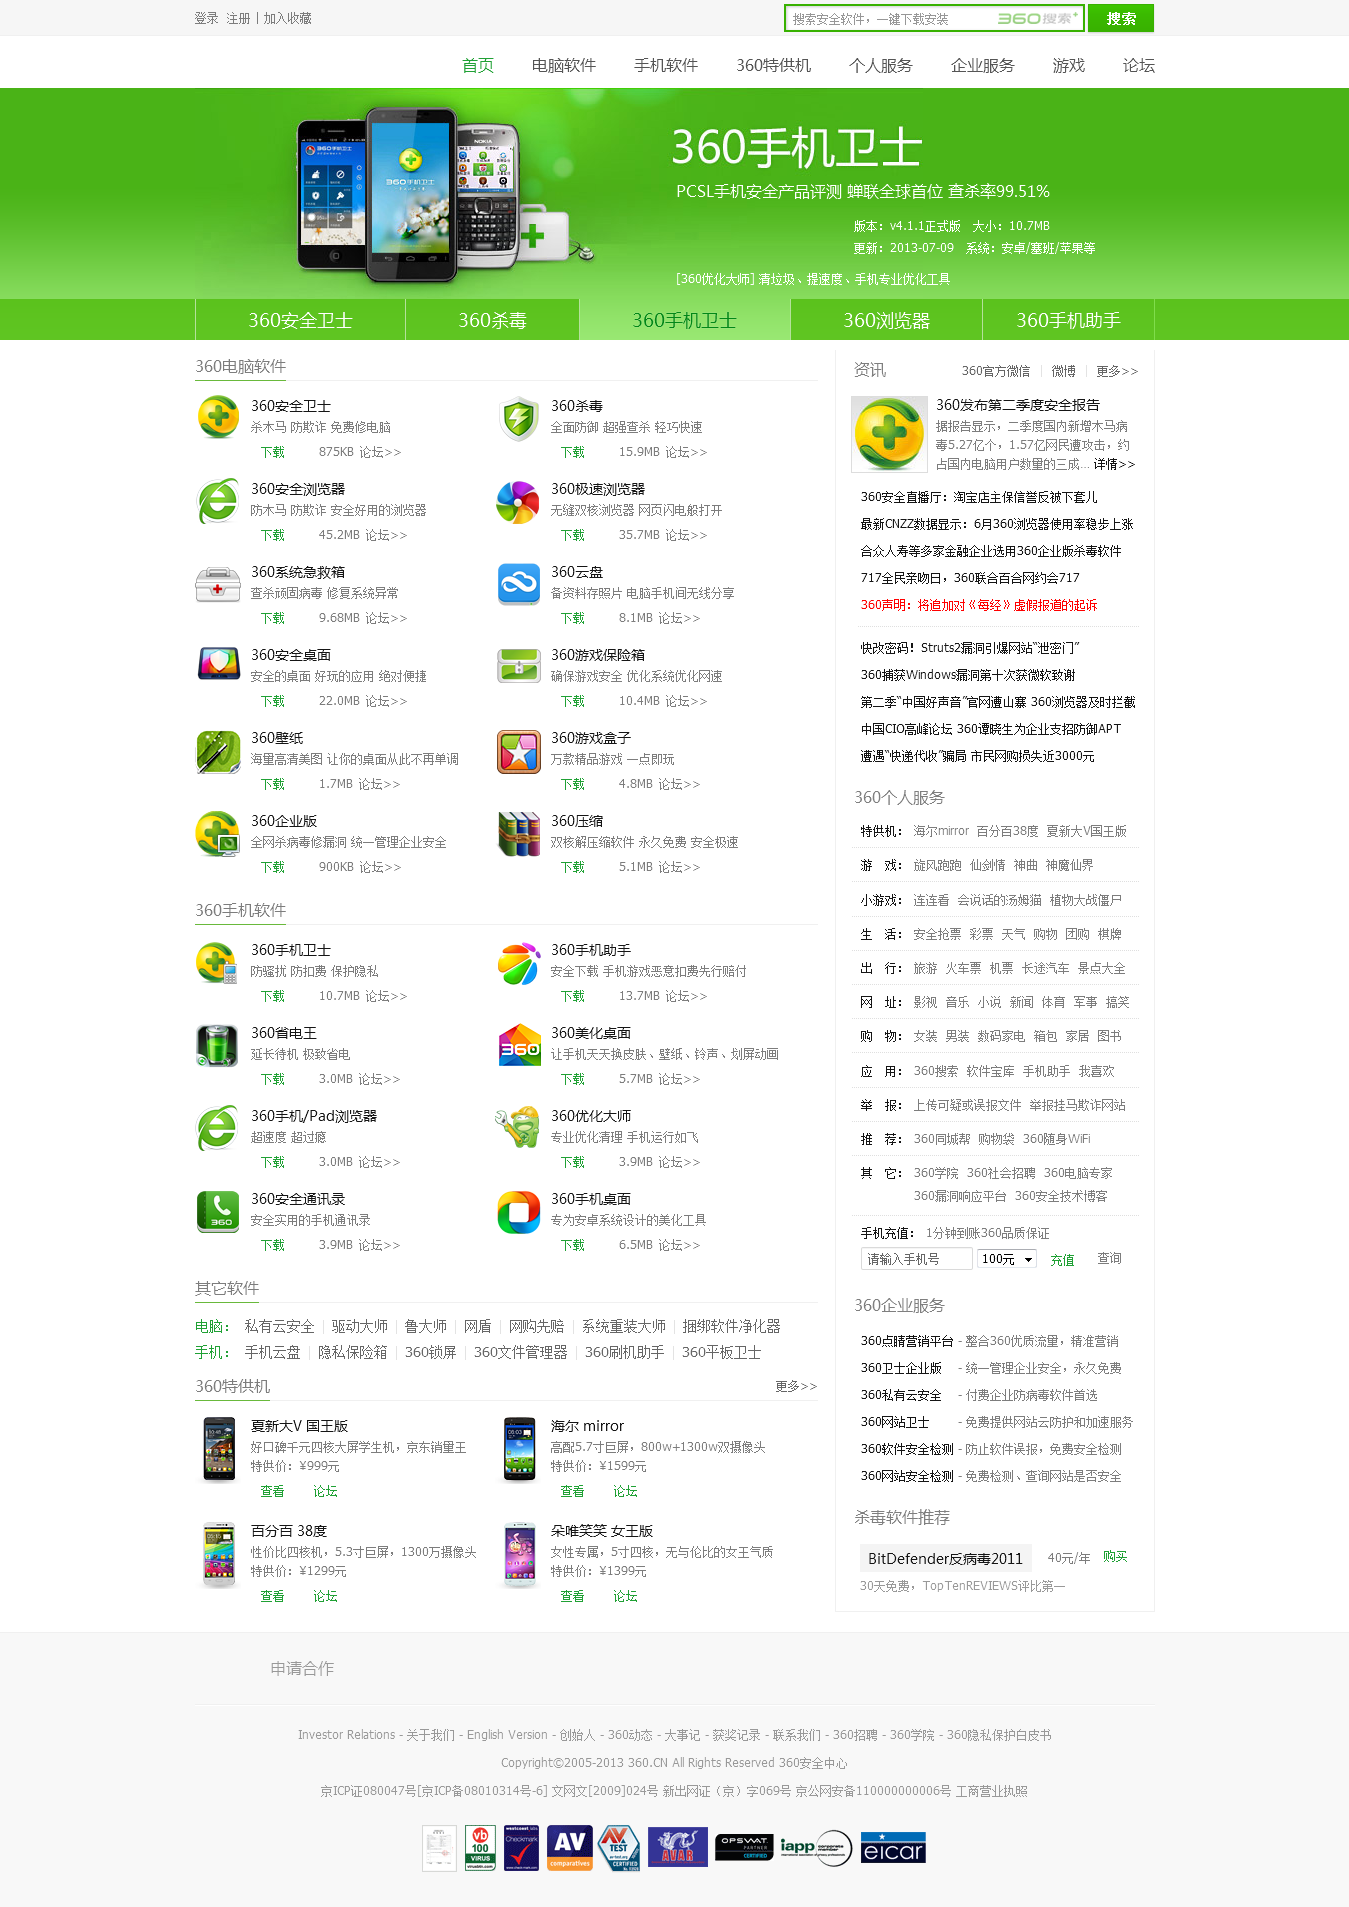 登录 注册 | 加入收藏
搜索安全软件，一键下载安装 360搜索+ 搜索
首页 电脑软件 手机软件 360特供机 个人服务 企业服务 游戏 论坛
360手机卫士
PCSL手机安全产品评测 蝉联全球首位 查杀率99.51%
版本：v4.1.1正式版 大小：10.7MB
更新：2013-07-09 系统：安卓/塞班/苹果等
[360优化大师] 清垃圾、提速度、手机专业优化工具
360安全卫士 360杀毒 360手机卫士 360浏览器 360手机助手
360电脑软件
360安全卫士
杀木马 防欺诈 免费修电脑
下载 875KB 论坛>>
360杀毒
全面防御 超强查杀 轻巧快速
下载 15.9MB 论坛>>
360安全浏览器
防木马 防欺诈 安全好用的浏览器
下载 45.2MB 论坛>>
360极速浏览器
无缝双核浏览器 网页闪电般打开
下载 35.7MB 论坛>>
360系统急救箱
查杀顽固病毒 修复系统异常
下载 9.68MB 论坛>>
360云盘
备资料存照片 电脑手机间无线分享
下载 8.1MB 论坛>>
360安全桌面
安全的桌面 好玩的应用 绝对便捷
下载 22.0MB 论坛>>
360游戏保险箱
确保游戏安全 优化系统优化网速
下载 10.4MB 论坛>>
360壁纸
海量高清美图 让你的桌面从此不再单调
下载 1.7MB 论坛>>
360游戏盒子
万款精品游戏 一点即玩
下载 4.8MB 论坛>>
360企业版
全网杀病毒修漏洞 统一管理企业安全
下载 900KB 论坛>>
360压缩
双核解压缩软件 永久免费 安全极速
下载 5.1MB 论坛>>
360手机软件
360手机卫士
防骚扰 防扣费 保护隐私
下载 10.7MB 论坛>>
360手机助手
安全下载 手机游戏恶意扣费先行赔付
下载 13.7MB 论坛>>
360省电王
延长待机 极致省电
下载 3.0MB 论坛>>
360美化桌面
让手机天天换皮肤、壁纸、铃声、划屏动画
下载 5.7MB 论坛>>
360手机/Pad浏览器
超速度 超过瘾
下载 3.0MB 论坛>>
360优化大师
专业优化清理 手机运行如飞
下载 3.9MB 论坛>>
360安全通讯录
安全实用的手机通讯录
下载 3.9MB 论坛>>
360手机桌面
专为安卓系统设计的美化工具
下载 6.5MB 论坛>>
其它软件
电脑： 私有云安全 | 驱动大师 | 鲁大师 | 网盾 | 网购先赔 | 系统重装大师 | 捆绑软件净化器
手机： 手机云盘 | 隐私保险箱 | 360锁屏 | 360文件管理器 | 360刷机助手 | 360平板卫士
360特供机 更多>>
夏新大V 国王版
好口碑千元四核大屏学生机，京东销量王
特供价：¥999元
查看 论坛
海尔 mirror
高配5.7寸巨屏，800w+1300w双摄像头
特供价：¥1599元
查看 论坛
百分百 38度
性价比四核机，5.3寸巨屏，1300万摄像头
特供价：¥1299元
查看 论坛
朵唯笑笑 女王版
女性专属，5寸四核，无与伦比的女王气质
特供价：¥1399元
查看 论坛
资讯 360官方微信 | 微博 | 更多>>
360发布第二季度安全报告
据报告显示，二季度国内新增木马病
毒5.27亿个，1.57亿网民遭攻击，约
占国内电脑用户数量的三成... 详情>>
360安全直播厅：淘宝店主保信誉反被下套儿
最新CNZZ数据显示：6月360浏览器使用率稳步上涨
合众人寿等多家金融企业选用360企业版杀毒软件
717全民亲吻日，360联合百合网约会717
360声明：将追加对《每经》虚假报道的起诉
快改密码！Struts2漏洞引爆网站“泄密门”
360捕获Windows漏洞第十次获微软致谢
第二季“中国好声音”官网遭山寨 360浏览器及时拦截
中国CIO高峰论坛 360谭晓生为企业支招防御APT
遭遇“快递代收”骗局 市民网购损失近3000元
360个人服务
特供机： 海尔mirror 百分百38度 夏新大V国王版
游 戏： 旋风跑跑 仙剑情 神曲 神魔仙界
小游戏： 连连看 会说话的汤姆猫 植物大战僵尸
生 活： 安全抢票 彩票 天气 购物 团购 棋牌
出 行： 旅游 火车票 机票 长途汽车 景点大全
网 址： 影视 音乐 小说 新闻 体育 军事 搞笑
购 物： 女装 男装 数码家电 箱包 家居 图书
应 用： 360搜索 软件宝库 手机助手 我喜欢
举 报： 上传可疑或误报文件 举报挂马欺诈网站
推 荐： 360同城帮 购物袋 360随身WiFi
其 它： 360学院 360社会招聘 360电脑专家
360漏洞响应平台 360安全技术博客
手机充值： 1分钟到账360品质保证
请输入手机号 100元 充值 查询
360企业服务
360点睛营销平台 - 整合360优质流量，精准营销
360卫士企业版 - 统一管理企业安全，永久免费
360私有云安全 - 付费企业防病毒软件首选
360网站卫士 - 免费提供网站云防护和加速服务
360软件安全检测 - 防止软件误报，免费安全检测
360网站安全检测 - 免费检测、查询网站是否安全
杀毒软件推荐
BitDefender反病毒2011 40元/年 购买
30天免费，TopTenREVIEWS评比第一
申请合作
Investor Relations - 关于我们 - English Version - 创始人 - 360动态 - 大事记 - 获奖记录 - 联系我们 - 360招聘 - 360学院 - 360隐私保护白皮书
Copyright©2005-2013 360.CN All Rights Reserved 360安全中心
京ICP证080047号[京ICP备08010314号-6] 文网文[2009]024号 新出网证（京）字069号 京公网安备110000000006号 工商营业执照
vb 100 VIRUS
Checkmark
AV comparatives
AV TEST CERTIFIED
AVAR
OPSWAT PARTNER CERTIFIED
iapp corporate member
eicar